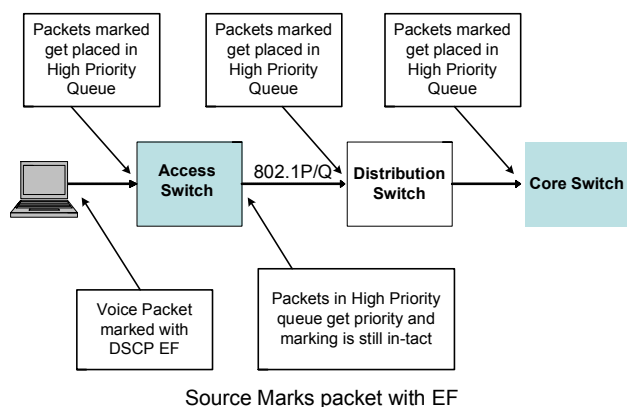 Packets marked
get placed in
High Priority
Queue
Packets marked
get placed in
High Priority
Queue
Packets marked
get placed in
High Priority
Queue
Access
Switch
802.1P/Q
Distribution
Switch
Core Switch
Voice Packet
marked with
DSCP EF
Packets in High Priority
queue get priority and
marking is still in-tact
Source Marks packet with EF